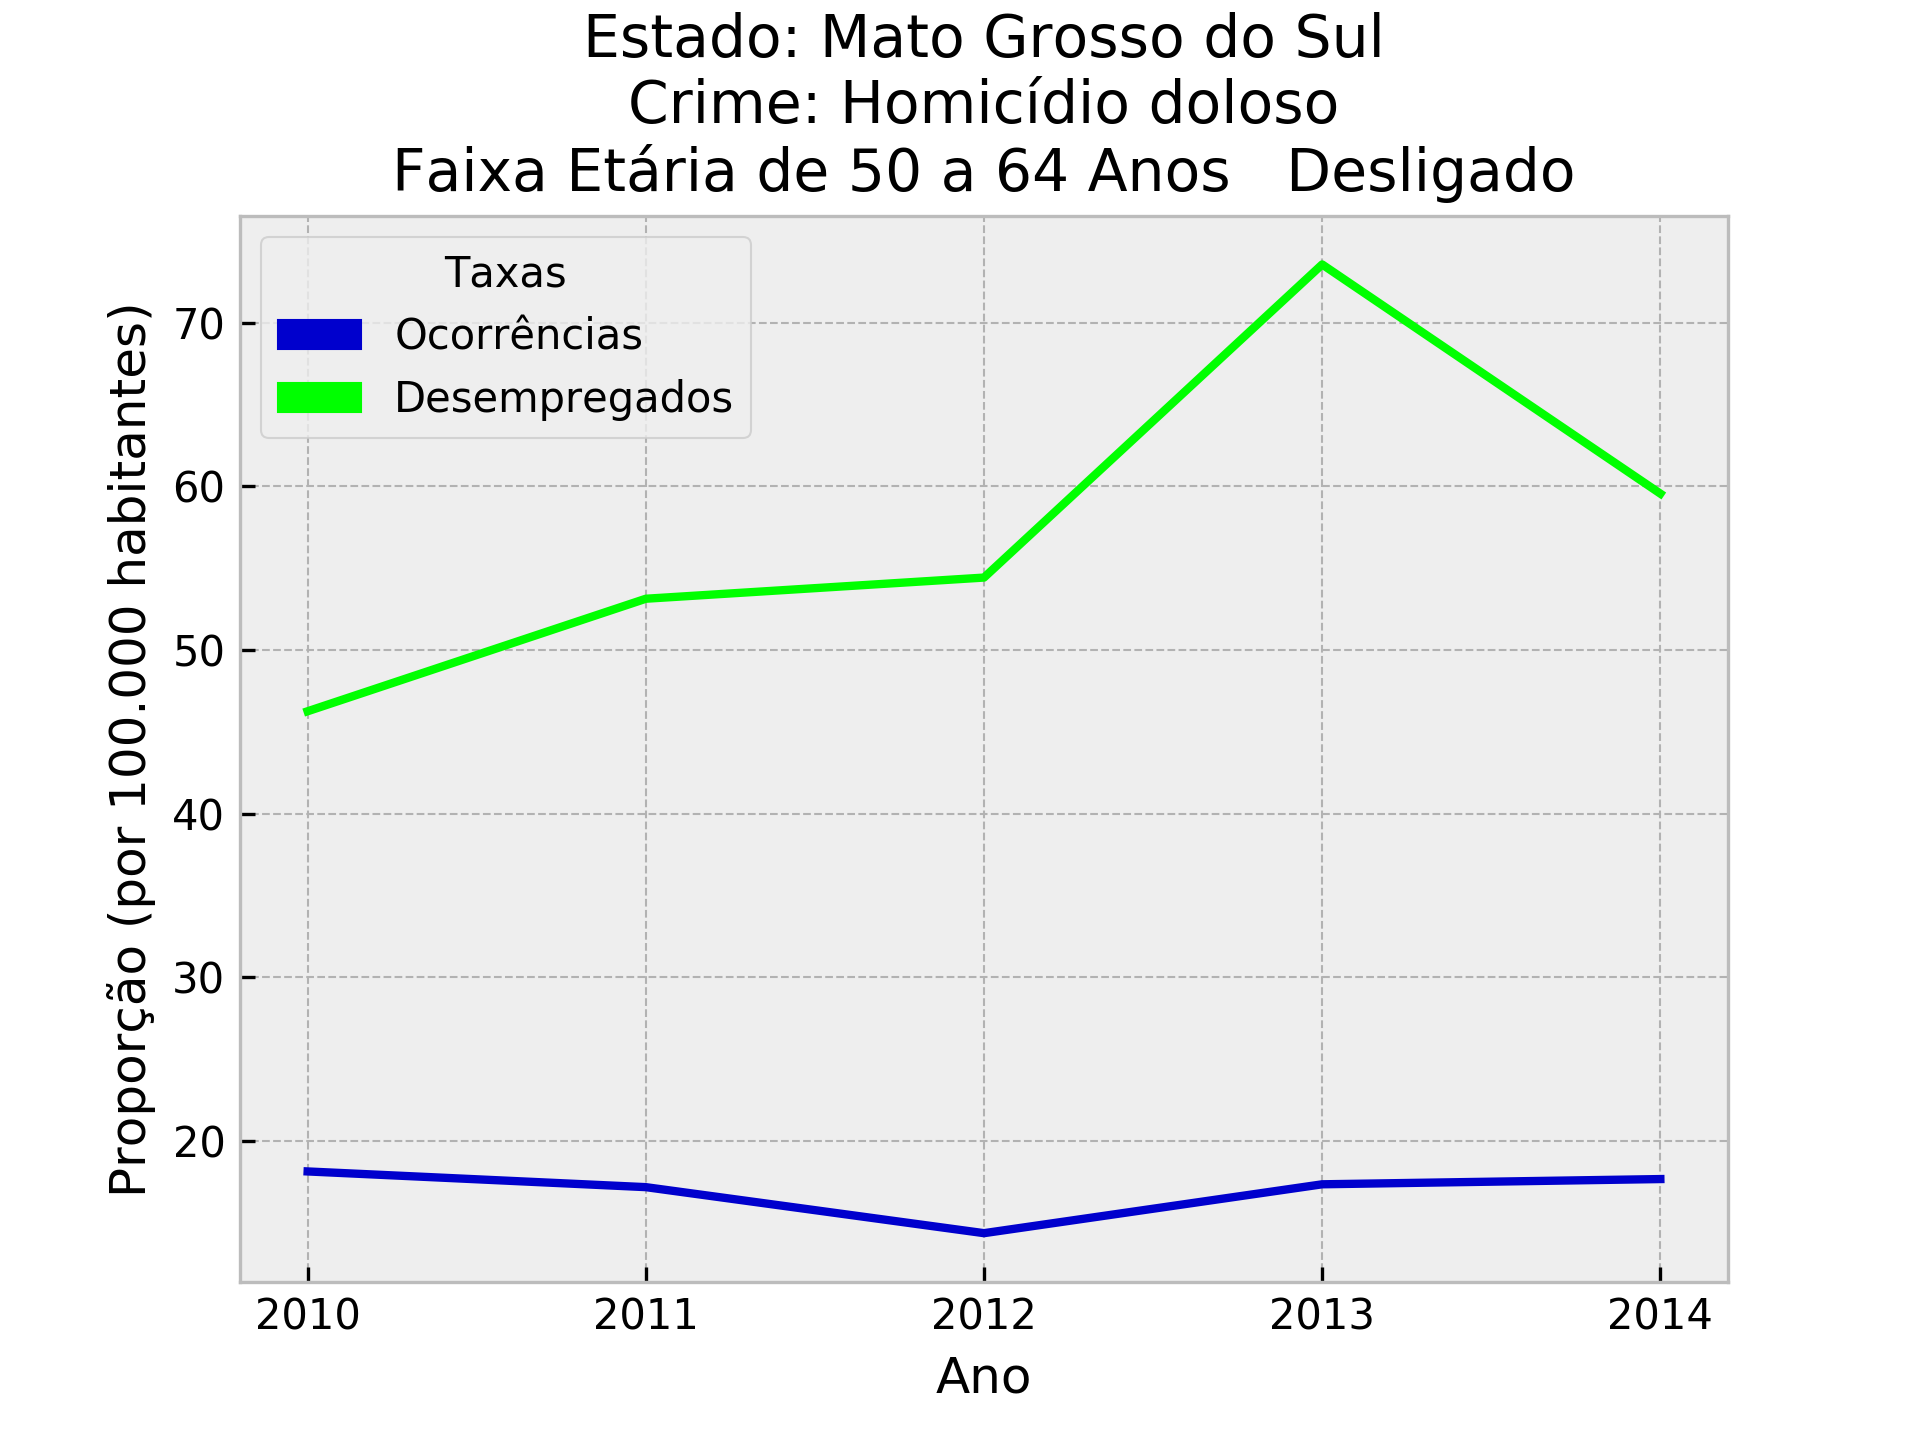 Estado: Mato Grosso do Sul
Crime: Homicídio doloso
Faixa Etária de 50 a 64 Anos   Desligado
Taxas
Ocorrências
Desempregados
Proporção (por 100.000 habitantes)
70
60
50
40
30
20
2010 2011 2012 2013 2014
Ano